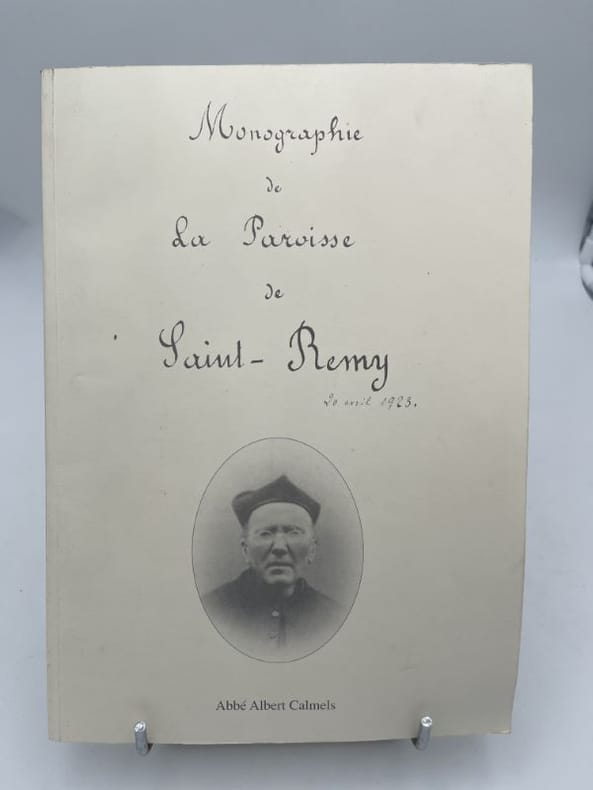 Monographie
de
La Paroisse
de
Saint-Remy
20 avril 1923.
Abbé Albert Calmels